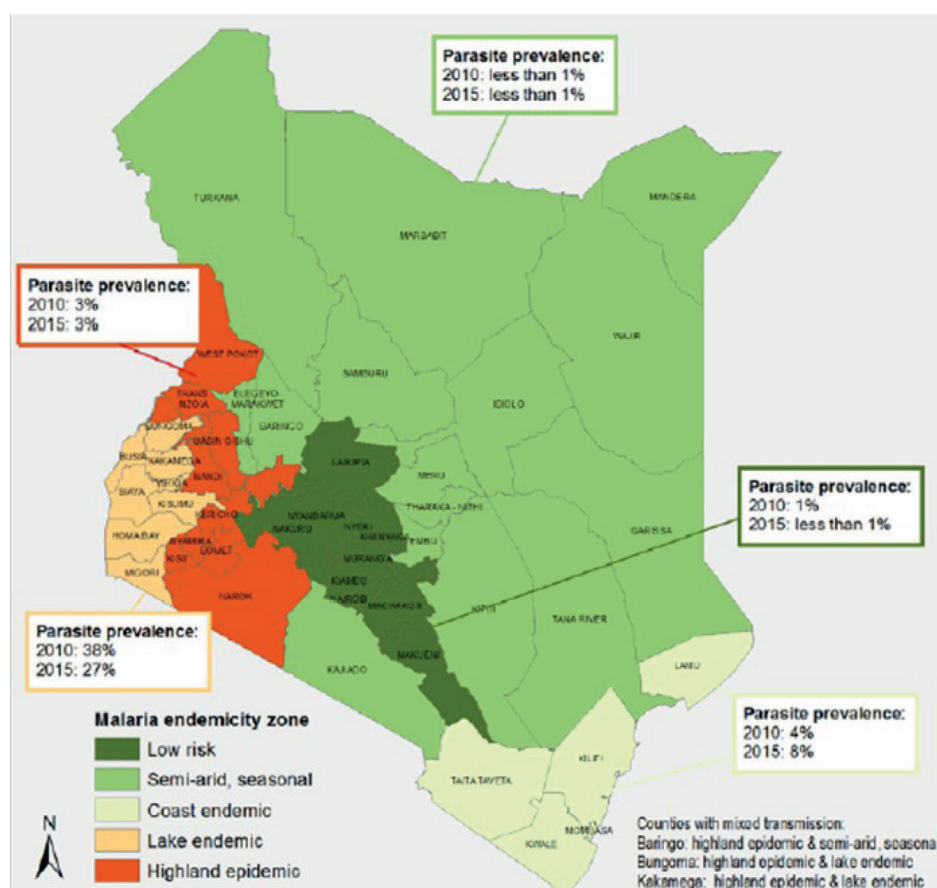 Parasite prevalence:
2010: less than 1%
2015: less than 1%
MANDERA
TURKANA
MARSABIT
WAJIR
Parasite prevalence:
2010: 3%
2015: 3%
WEST POKOT
SAMBURU
ISIOLO
TRANS
NZOIA
ELEGEYO-
MARAKWET
BARINGO
BUNGOMA
UASIN GISHU
BUSIA
KAKAMEGA
NANDI
VIHIGA
LAIKIPIA
MERU
SIAYA
KISUMU
THARAKA - NITHI
Parasite prevalence:
2010: 1%
2015: less than 1%
KERICHO
NYANDARUA
NYERI
NAKURU
KIRINYAGA
EMBU
GARISSA
HOMA BAY
NYAMIRA
BOMET
KISII
MURANG'A
MIGORI
KIAMBU
NAROK
NAIROBI
MACHAKOS
KITUI
TANA RIVER
Parasite prevalence:
2010: 38%
2015: 27%
KAJIADO
MAKUENI
LAMU
Malaria endemicity zone
Low risk
Semi-arid, seasonal
Coast endemic
Lake endemic
Highland epidemic
Parasite prevalence:
2010: 4%
2015: 8%
KILIFI
TAITA TAVETA
MOMBASA
KWALE
N
Counties with mixed transmission:
Baringo: highland epidemic & semi-arid, seasona
Bungoma: highland epidemic & lake endemic
Kakamega: highland epidemic & lake endemic